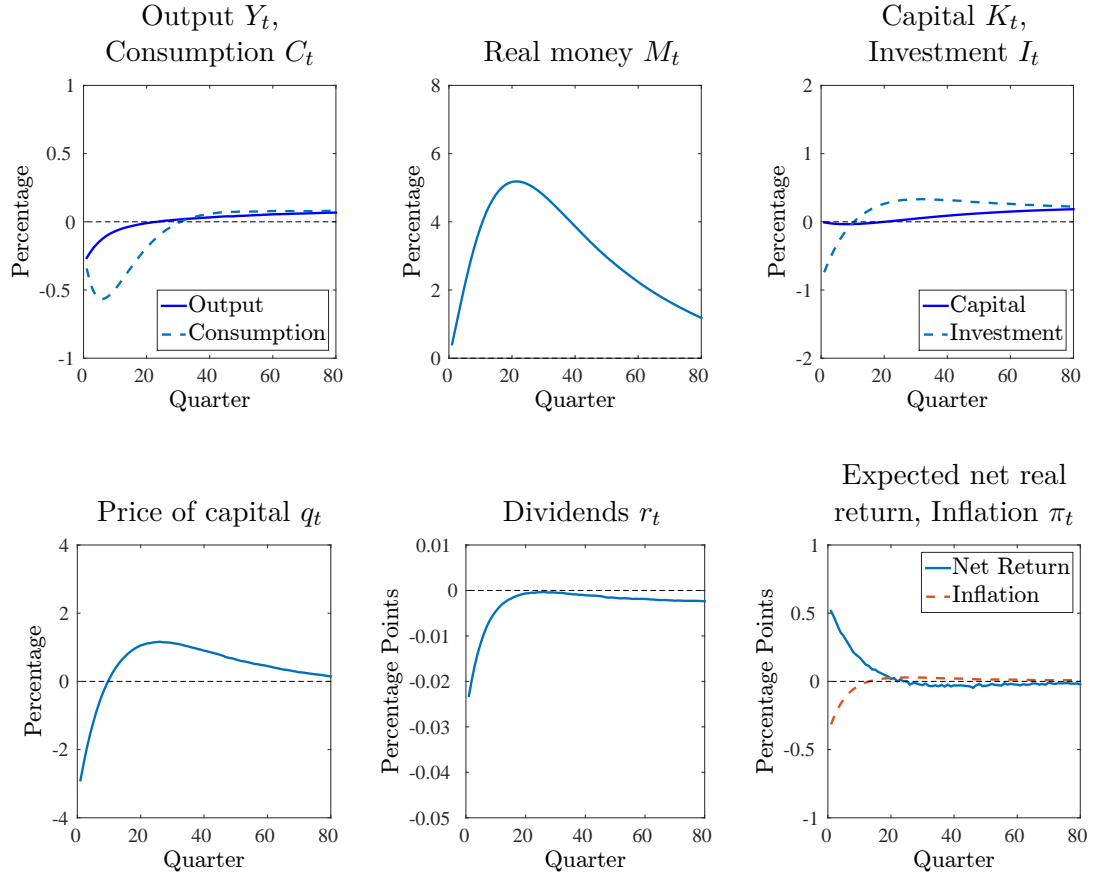 Output Y_t,
Consumption C_t
Percentage
1
0.5
0
-0.5
-1
Output
Consumption
0 20 40 60 80
Quarter
Real money M_t
Percentage
8
6
4
2
0
0 20 40 60 80
Quarter
Capital K_t,
Investment I_t
Percentage
2
1
0
-1
-2
Capital
Investment
0 20 40 60 80
Quarter
Price of capital q_t
Percentage
4
2
0
-2
-4
0 20 40 60 80
Quarter
Dividends r_t
Percentage Points
0.01
0
-0.01
-0.02
-0.03
-0.04
-0.05
0 20 40 60 80
Quarter
Expected net real
return, Inflation π_t
Percentage Points
1
0.5
0
-0.5
-1
Net Return
Inflation
0 20 40 60 80
Quarter